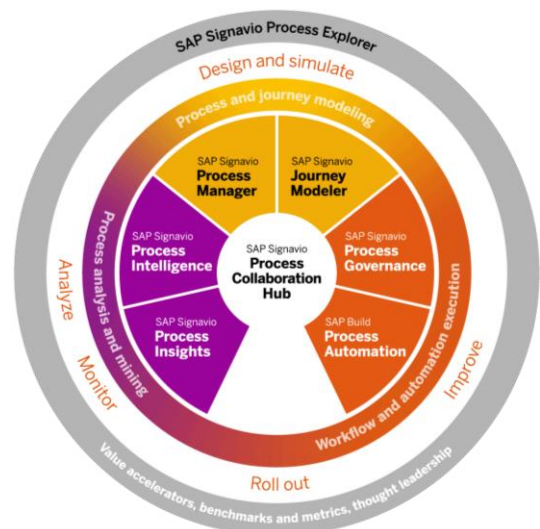 SAP Signavio Process Explorer
Design and simulate
Process and journey modeling
SAP Signavio
Process
Manager
SAP Signavio
Journey
Modeler
SAP Signavio
Process
Intelligence
SAP Signavio
Process
Collaboration
Hub
SAP Signavio
Process
Governance
SAP Signavio
Process
Insights
SAP Build
Process
Automation
Process analysis and mining
Workflow and automation execution
Analyze
Monitor
Improve
Roll out
Value accelerators, benchmarks and metrics, thought leadership